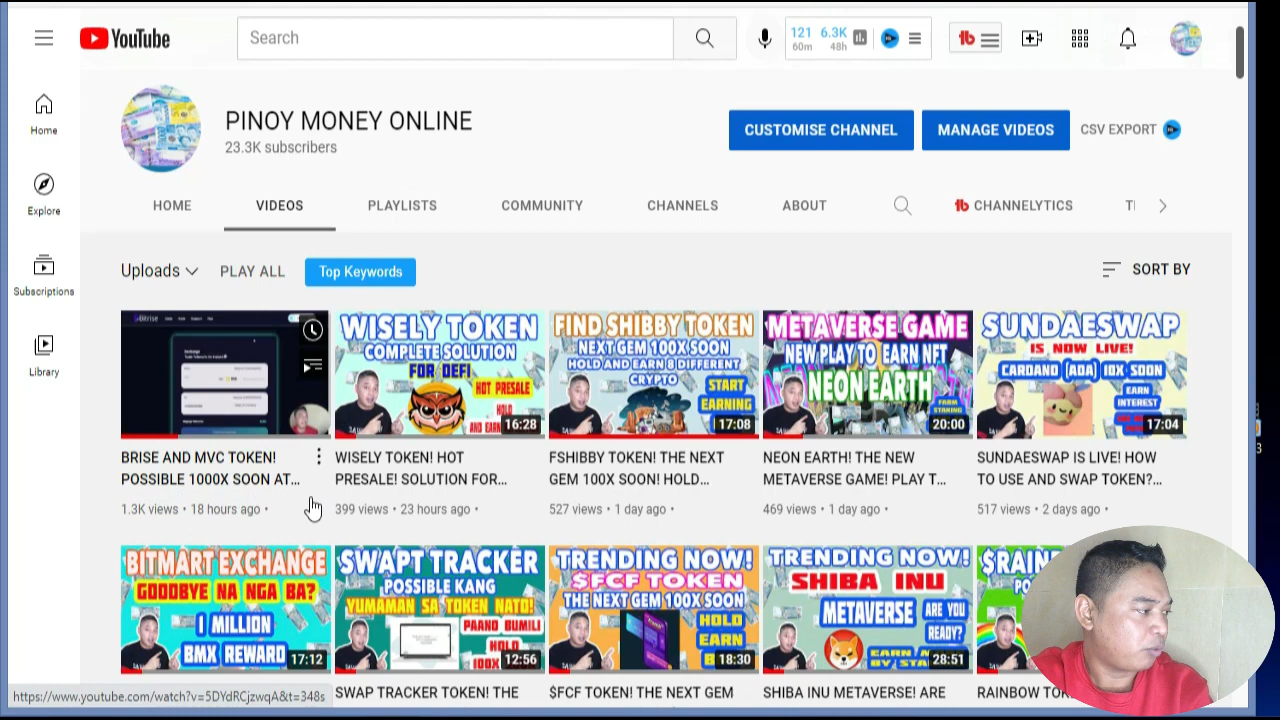 YouTube
Search
121 6.3K
60m 48h
PINOY MONEY ONLINE
23.3K subscribers
CUSTOMISE CHANNEL
MANAGE VIDEOS
CSV EXPORT
Home
Explore
Subscriptions
Library
HOME
VIDEOS
PLAYLISTS
COMMUNITY
CHANNELS
ABOUT
CHANNELYTICS
Uploads
PLAY ALL
Top Keywords
SORT BY
Bitrise
BRISE AND MVC TOKEN!
POSSIBLE 1000X SOON AT...
1.3K views • 18 hours ago •
WISELY TOKEN
COMPLETE SOLUTION
FOR DEFI
HOT PRESALE
HOLD
16:28
WISELY TOKEN! HOT
PRESALE! SOLUTION FOR...
399 views • 23 hours ago •
FIND SHIBBY TOKEN
NEXT GEM 100X SOON
HOLD AND EARN 8 DIFFERENT
CRYPTO
START
EARNING
17:08
FSHIBBY TOKEN! THE NEXT
GEM 100X SOON! HOLD...
527 views • 1 day ago •
METAVERSE GAME
NEW PLAY TO EARN NFT
NEON EARTH
20:00
NEON EARTH! THE NEW
METAVERSE GAME! PLAY T...
469 views • 1 day ago •
SUNDAESWAP
IS NOW LIVE!
CARDANO (ADA) 10X SOON
EARN
INTEREST
17:04
SUNDAESWAP IS LIVE! HOW
TO USE AND SWAP TOKEN?...
517 views • 2 days ago •
BITMART EXCHANGE
GOODBYE NA NGA BA?
1 MILLION
BMX REWARD
17:12
SWAPT TRACKER
POSSIBLE KANG
YUMAMAN SA TOKEN NATO!
PAANO BUMILI
HOLD
100X
12:56
SWAP TRACKER TOKEN! THE
TRENDING NOW!
$FCF TOKEN!
THE NEXT GEM 100X SOON
HOLD
EARN
18:30
$FCF TOKEN! THE NEXT GEM
TRENDING NOW!
SHIBA INU
METAVERSE
ARE YOU
READY?
28:51
SHIBA INU METAVERSE! ARE
https://www.youtube.com/watch?v=5DYdRCjzwqA&t=348s